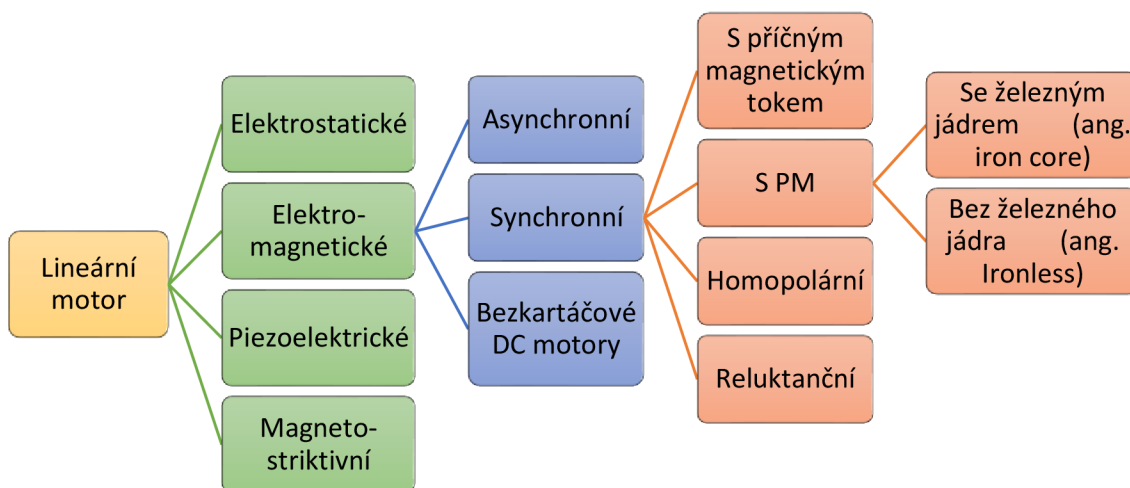 Lineární
motor
Elektrostatické
Elektro-
magnetické
Piezoelektrické
Magneto-
striktivní
Asynchronní
Synchronní
Bezkartáčové
DC motory
S příčným
magnetickým
tokem
S PM
Homopolární
Reluktanční
Se železným
jádrem (ang.
iron core)
Bez železného
jádra (ang.
Ironless)